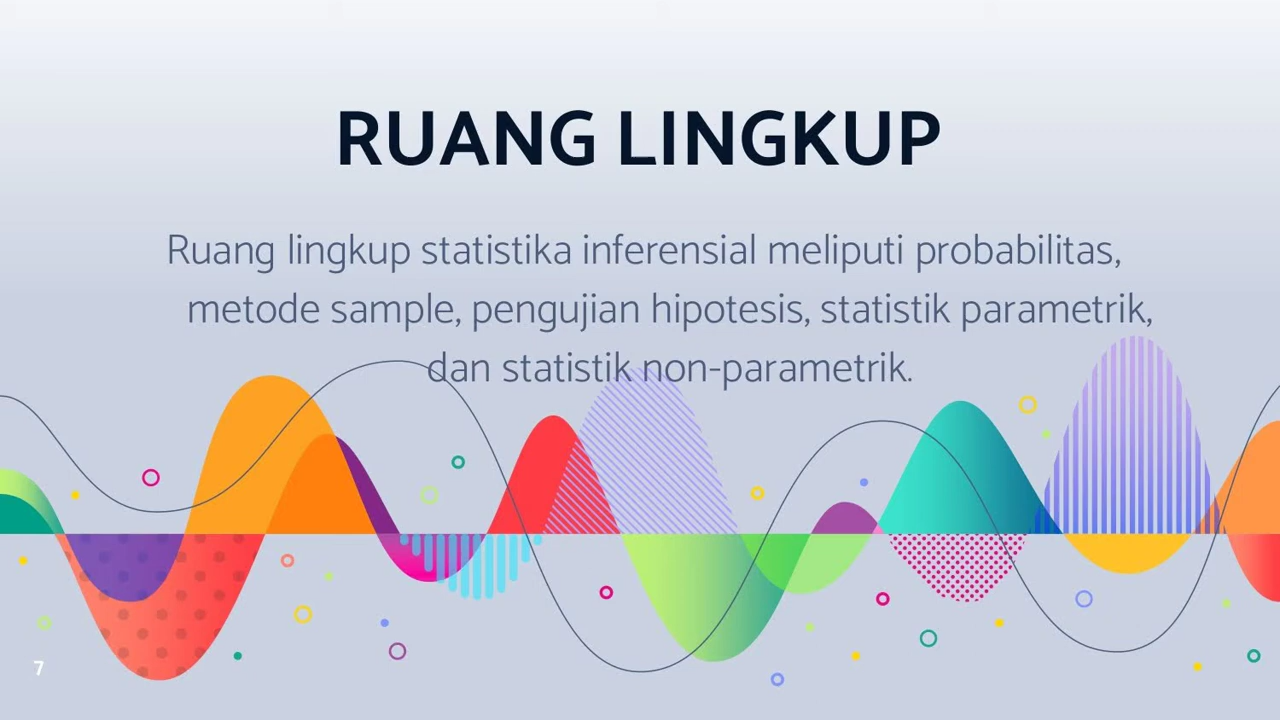 RUANG LINGKUP
Ruang lingkup statistika inferensial meliputi probabilitas,
metode sample, pengujian hipotesis, statistik parametrik,
dan statistik non-parametrik.
7